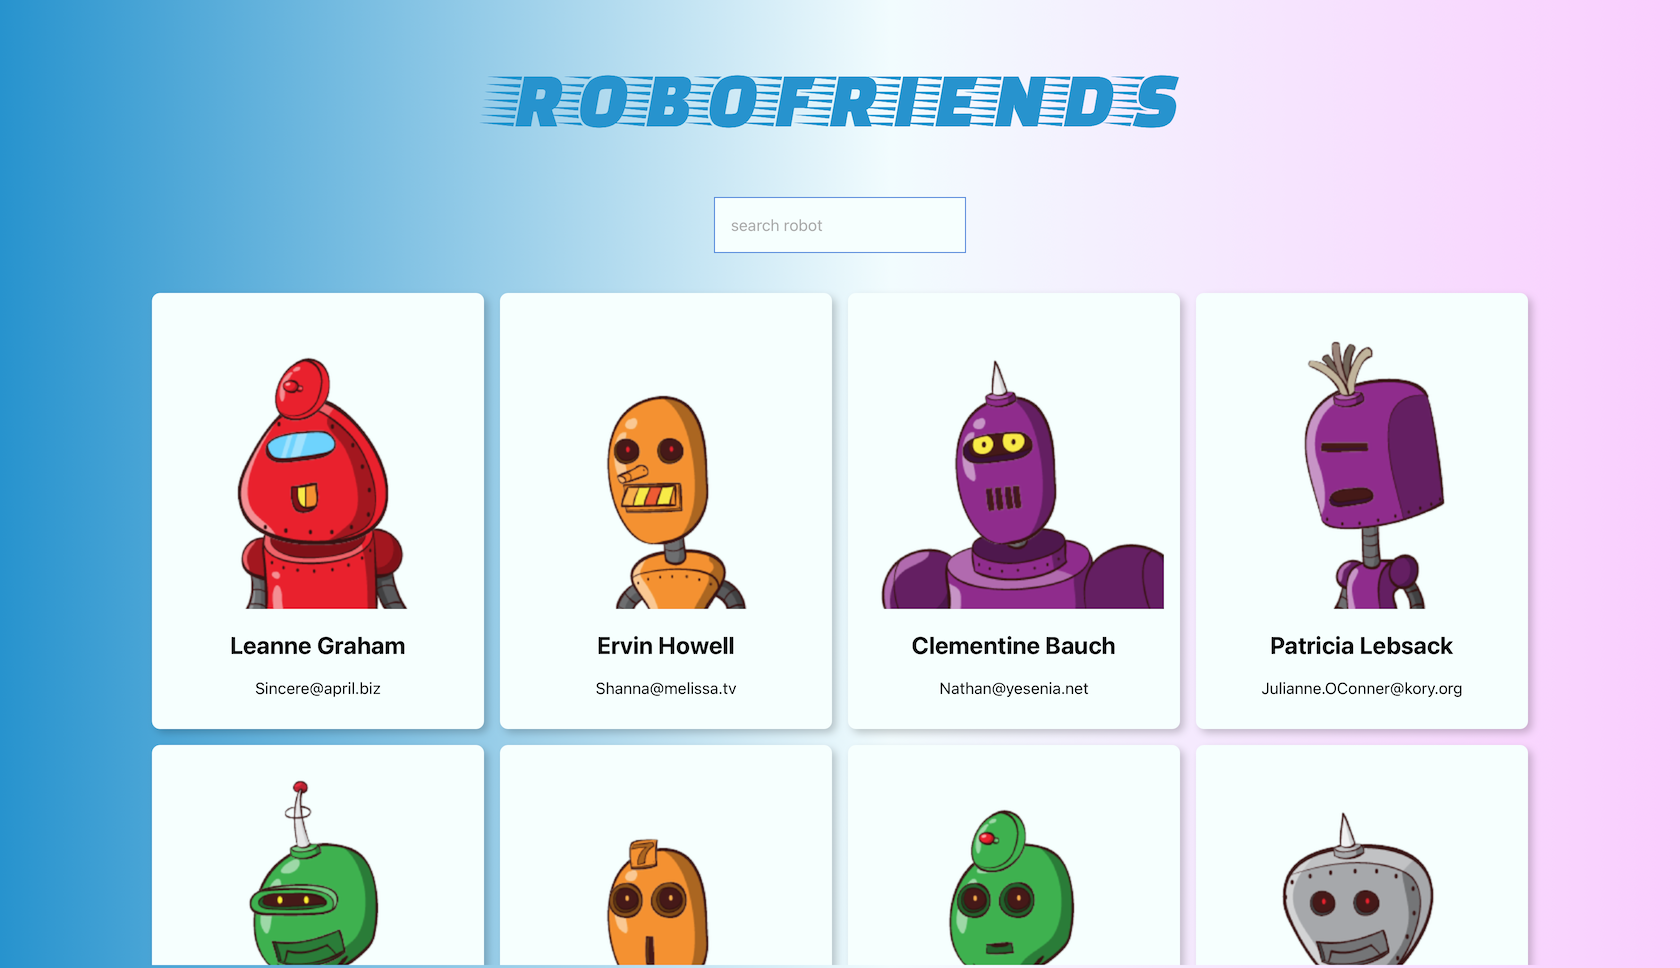 ROBOFRIENDS
search robot
Leanne Graham
Sincere@april.biz
Ervin Howell
Shanna@melissa.tv
Clementine Bauch
Nathan@yesenia.net
Patricia Lebsack
Julianne.OConner@kory.org
7